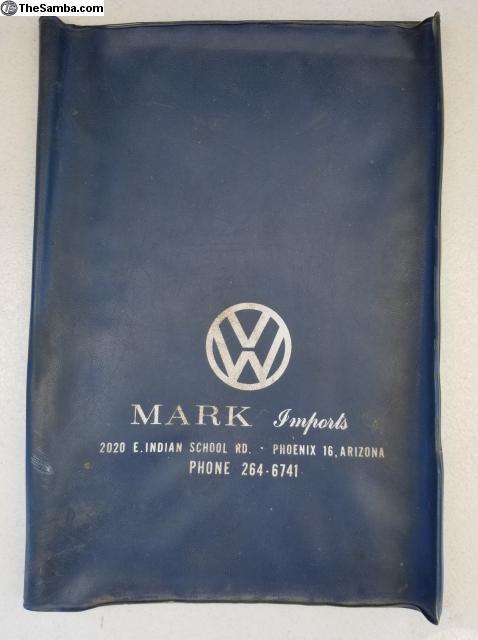 TheSamba.com
VW
MARK Imports
2020 E. INDIAN SCHOOL RD. · PHOENIX 16, ARIZONA
PHONE 264-6741